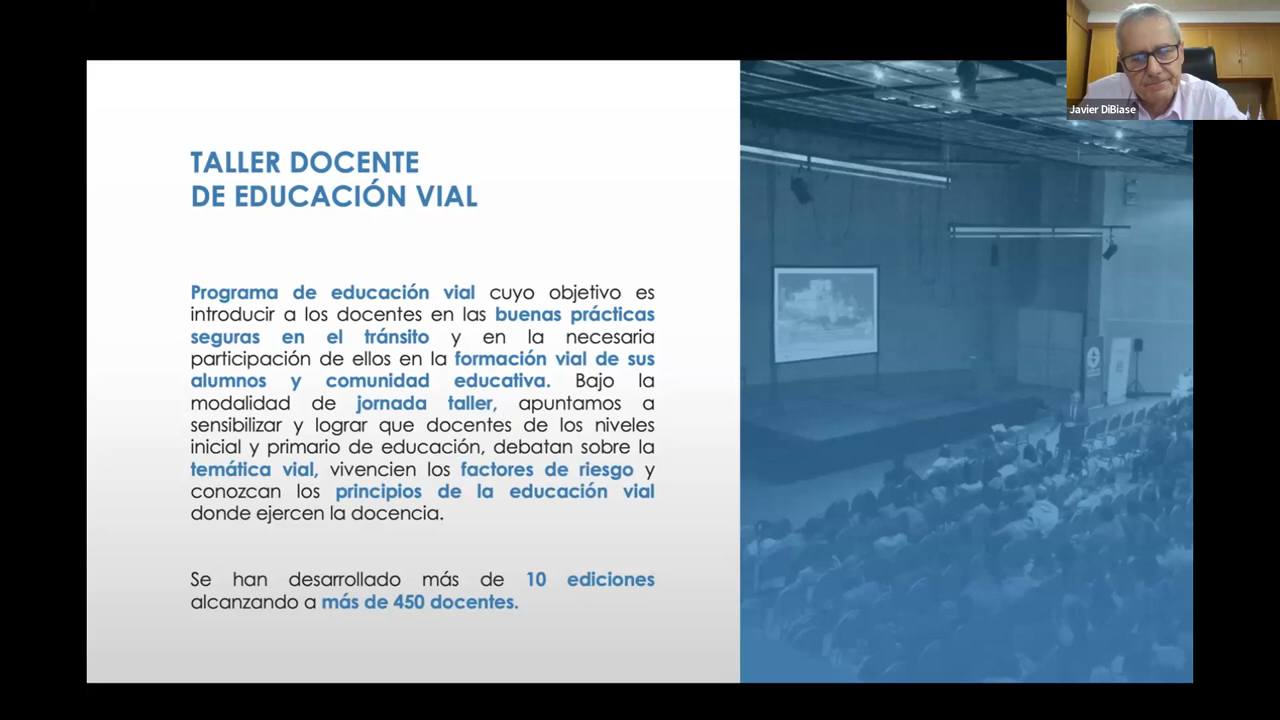 Javier DiBiase
TALLER DOCENTE
DE EDUCACIÓN VIAL
Programa de educación vial cuyo objetivo es
introducir a los docentes en las buenas prácticas
seguras en el tránsito y en la necesaria
participación de ellos en la formación vial de sus
alumnos y comunidad educativa. Bajo la
modalidad de jornada taller, apuntamos a
sensibilizar y lograr que docentes de los niveles
inicial y primario de educación, debatan sobre la
temática vial, vivencien los factores de riesgo y
conozcan los principios de la educación vial
donde ejercen la docencia.
Se han desarrollado más de 10 ediciones
alcanzando a más de 450 docentes.